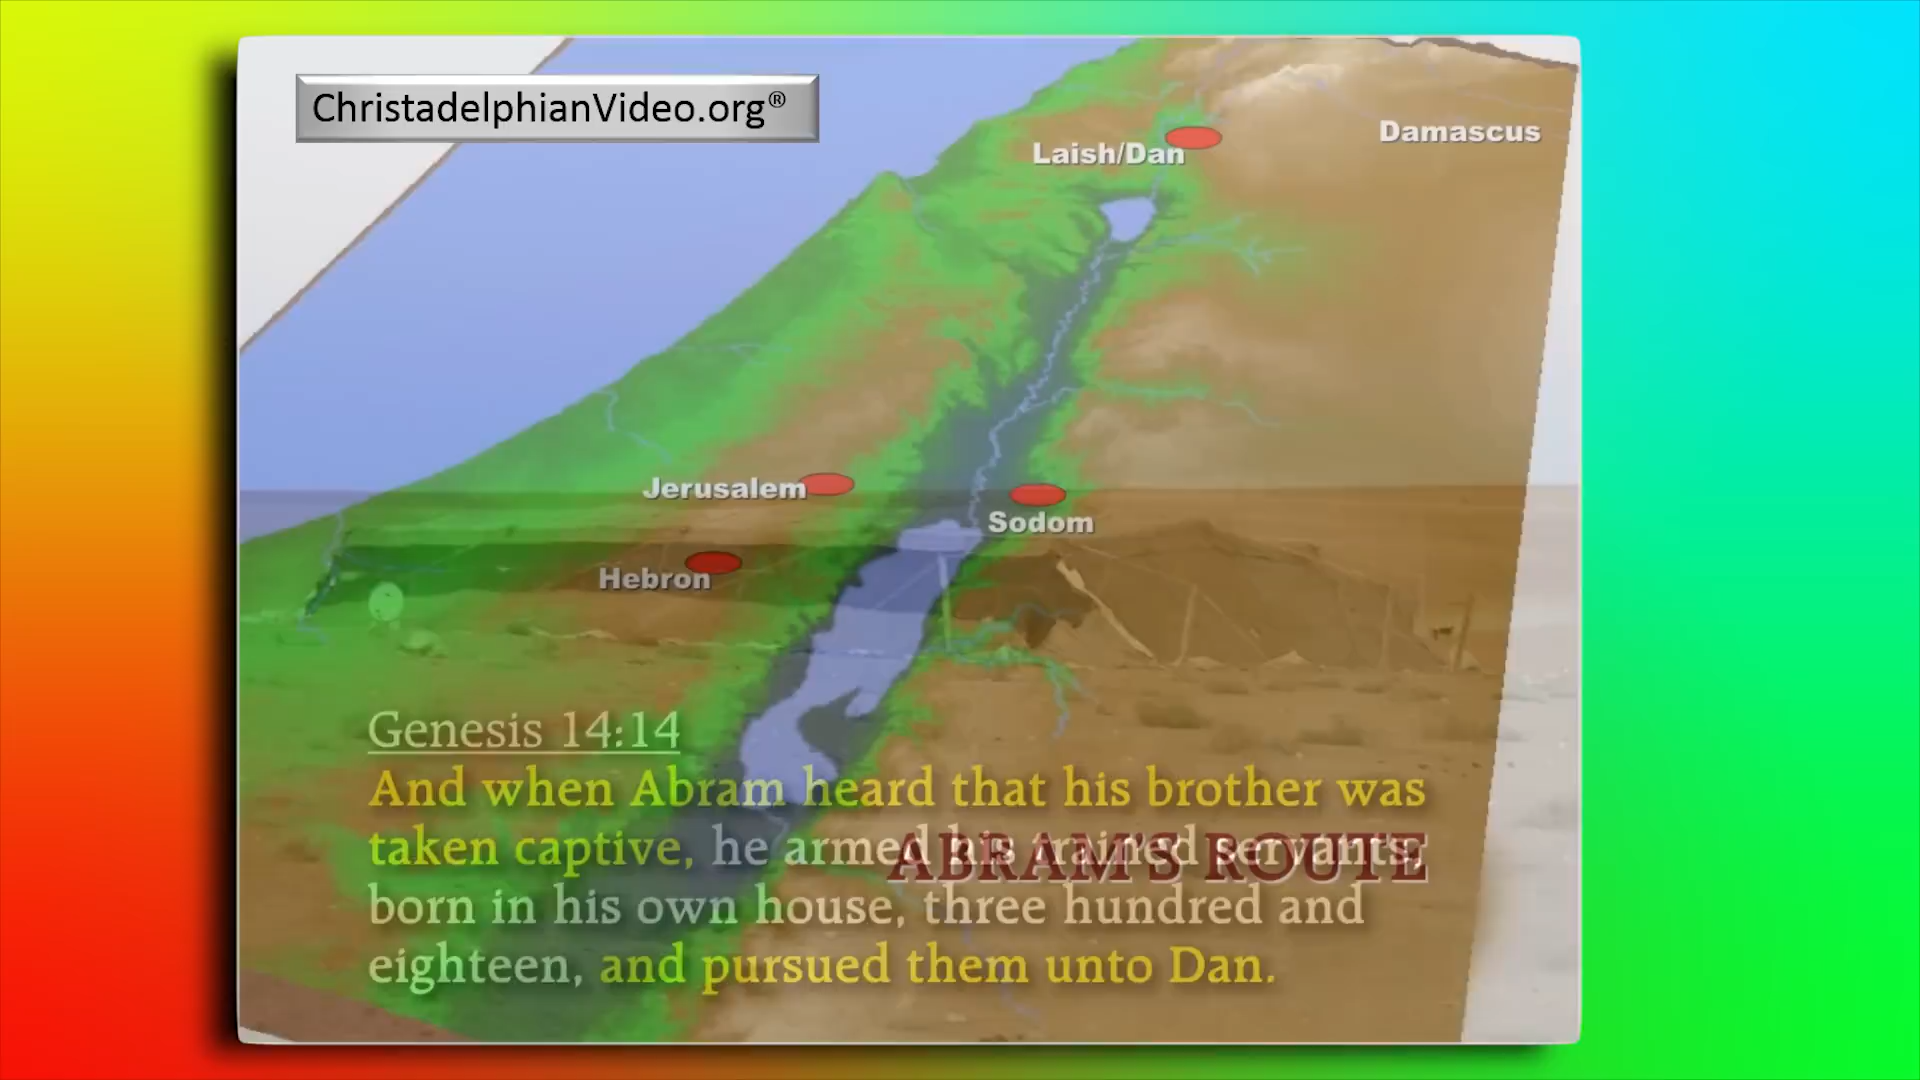 ChristadelphianVideo.org®
Damascus
Laish/Dan
Jerusalem
Sodom
Hebron
Genesis 14:14
And when Abram heard that his brother was
taken captive, he armed his trained servants,
ABRAM'S ROUTE
born in his own house, three hundred and
eighteen, and pursued them unto Dan.